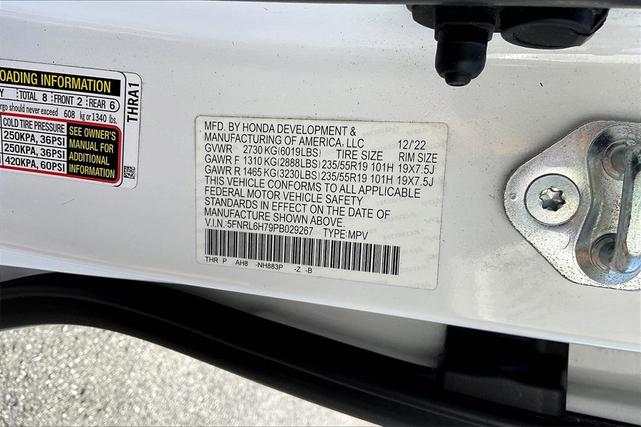 OADING INFORMATION
TOTAL 8 FRONT 2 REAR 6
rgo should never exceed 608 kg or 1340 lbs.
COLD TIRE PRESSURE
250KPA, 36PSI
250KPA, 36PSI
420KPA, 60PSI
SEE OWNER'S
MANUAL FOR
ADDITIONAL
INFORMATION
THRA1
MFD. BY HONDA DEVELOPMENT &
MANUFACTURING OF AMERICA, LLC 12/22
GVWR 2730 KG(6019LBS) TIRE SIZE RIM SIZE
GAWR F 1310 KG(2888LBS) 235/55R19 101H 19X7.5J
GAWR R 1465 KG(3230LBS) 235/55R19 101H 19X7.5J
THIS VEHICLE CONFORMS TO ALL APPLICABLE
FEDERAL MOTOR VEHICLE SAFETY
STANDARDS IN EFFECT ON THE DATE OF
MANUFACTURE SHOWN ABOVE.
V.I.N. 5FNRL6H79PB029267 TYPE:MPV
THR P AH8 -NH883P -Z -B